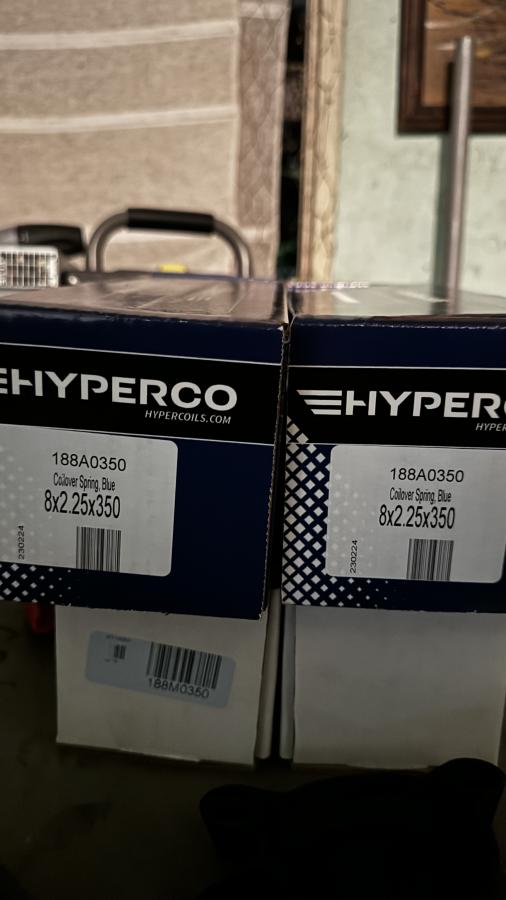 HYPERCO
HYPERCOILS.COM
188A0350
Coilover Spring, Blue
8x2.25x350
230224
HYPERC
HYPER
188A0350
Coilover Spring, Blue
8x2.25x350
230224
188M0350